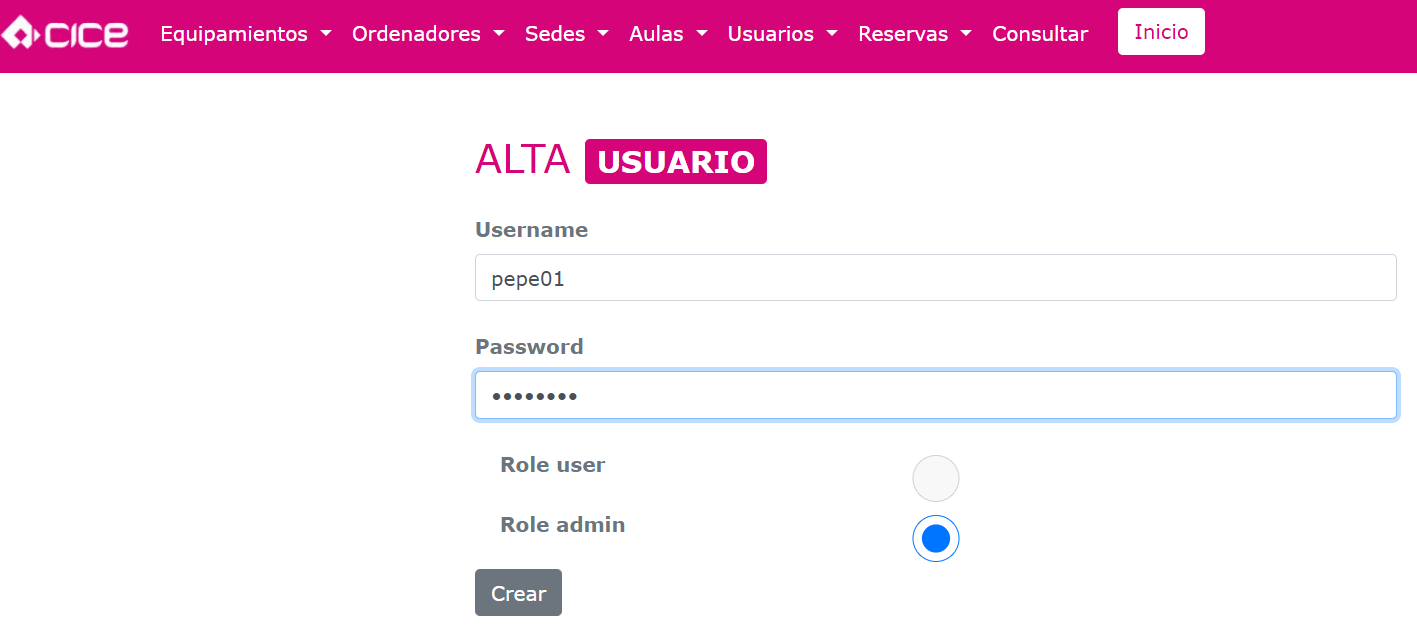 CICE Equipamientos Ordenadores Sedes Aulas Usuarios Reservas Consultar Inicio
ALTA USUARIO
Username
pepe01
Password
••••••••
Role user
Role admin
Crear